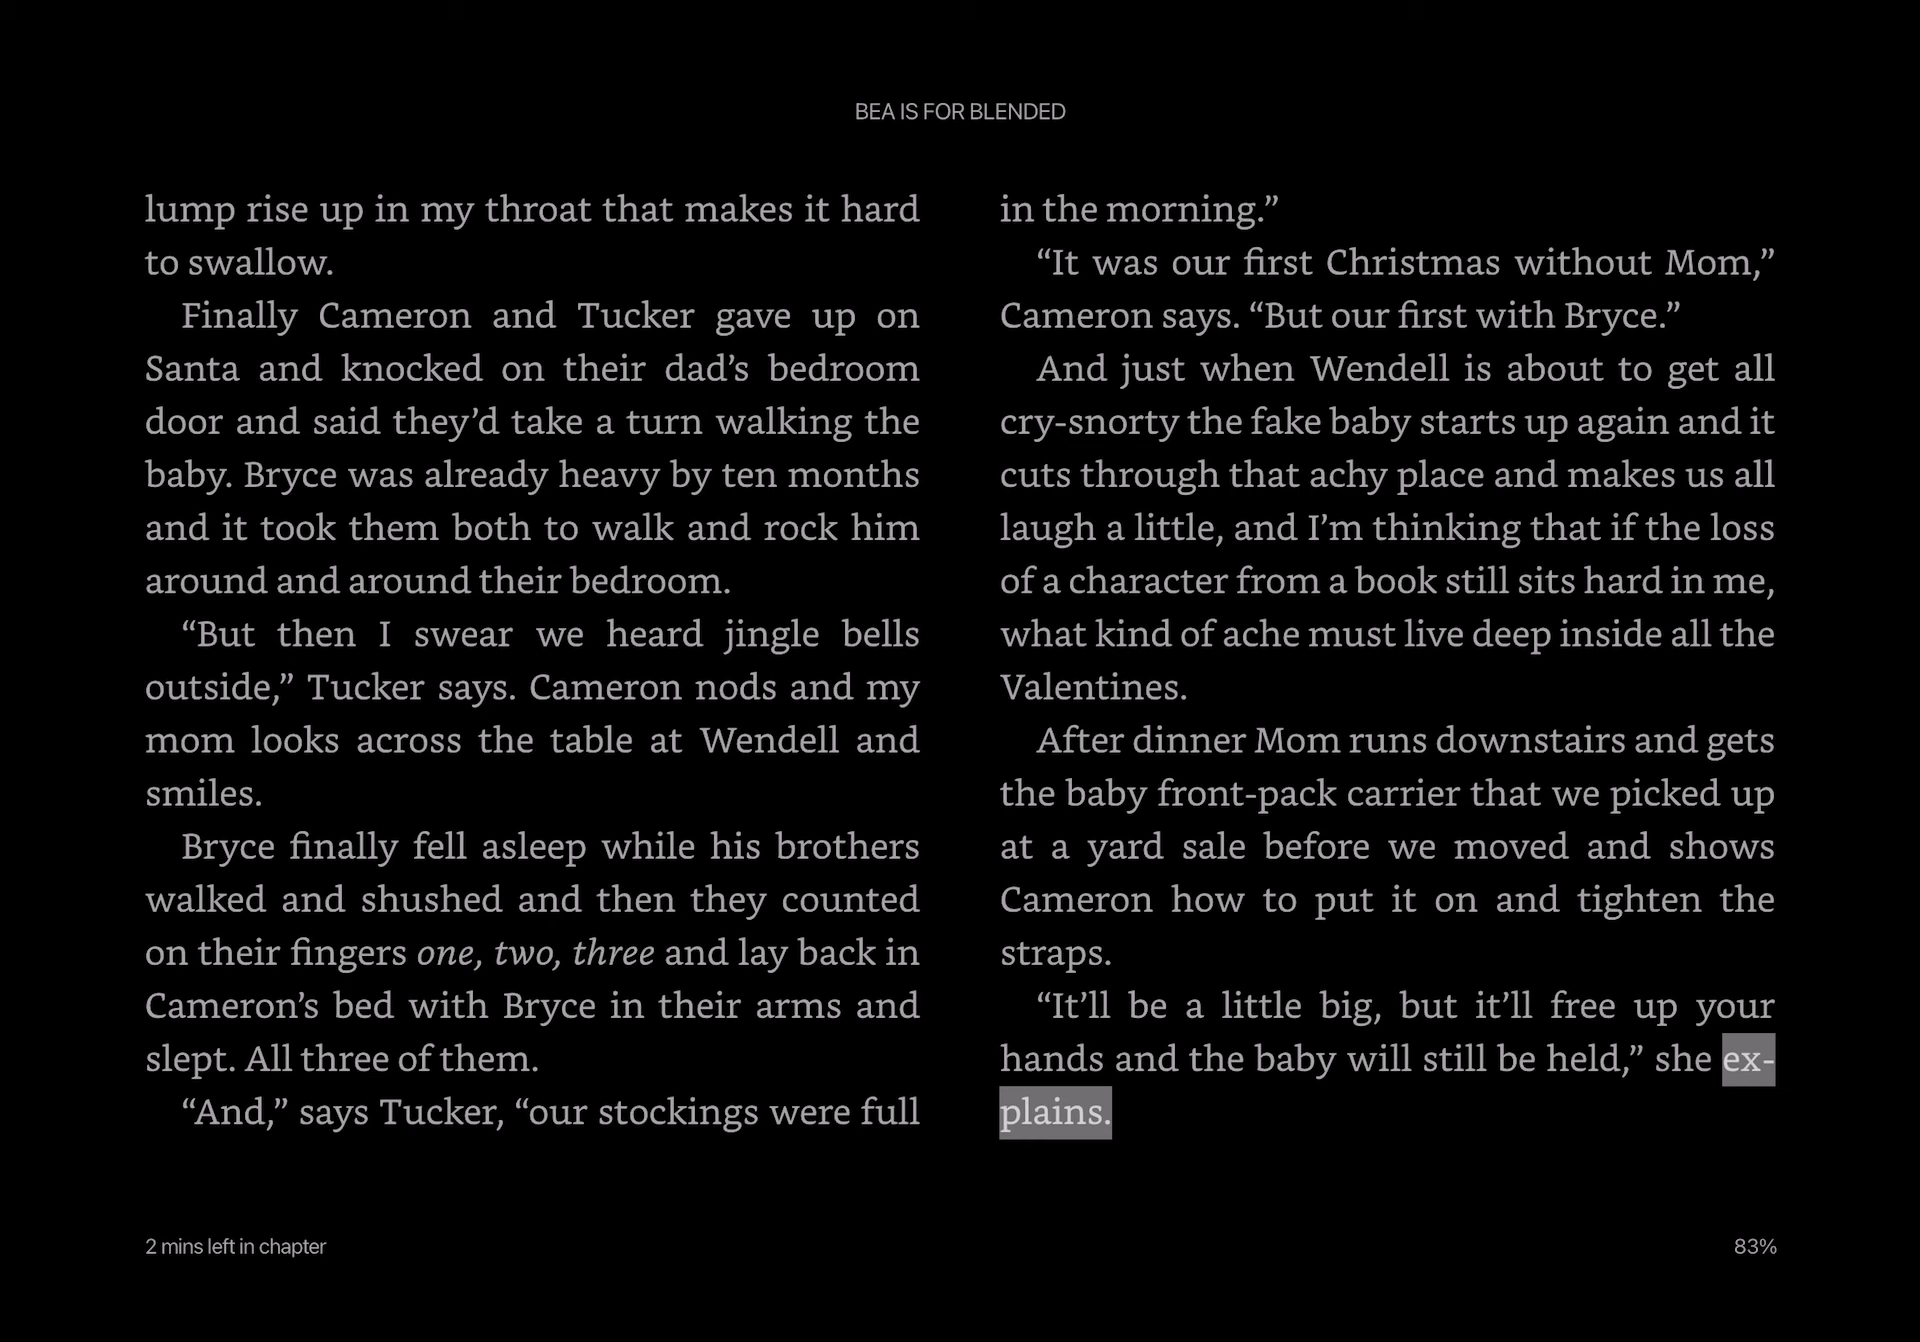 BEA IS FOR BLENDED
lump rise up in my throat that makes it hard
to swallow.
Finally Cameron and Tucker gave up on
Santa and knocked on their dad’s bedroom
door and said they’d take a turn walking the
baby. Bryce was already heavy by ten months
and it took them both to walk and rock him
around and around their bedroom.
“But then I swear we heard jingle bells
outside,” Tucker says. Cameron nods and my
mom looks across the table at Wendell and
smiles.
Bryce finally fell asleep while his brothers
walked and shushed and then they counted
on their fingers one, two, three and lay back in
Cameron’s bed with Bryce in their arms and
slept. All three of them.
“And,” says Tucker, “our stockings were full
in the morning.”
“It was our first Christmas without Mom,”
Cameron says. “But our first with Bryce.”
And just when Wendell is about to get all
cry-snorty the fake baby starts up again and it
cuts through that achy place and makes us all
laugh a little, and I’m thinking that if the loss
of a character from a book still sits hard in me,
what kind of ache must live deep inside all the
Valentines.
After dinner Mom runs downstairs and gets
the baby front-pack carrier that we picked up
at a yard sale before we moved and shows
Cameron how to put it on and tighten the
straps.
“It’ll be a little big, but it’ll free up your
hands and the baby will still be held,” she ex-
plains.
2 mins left in chapter
83%